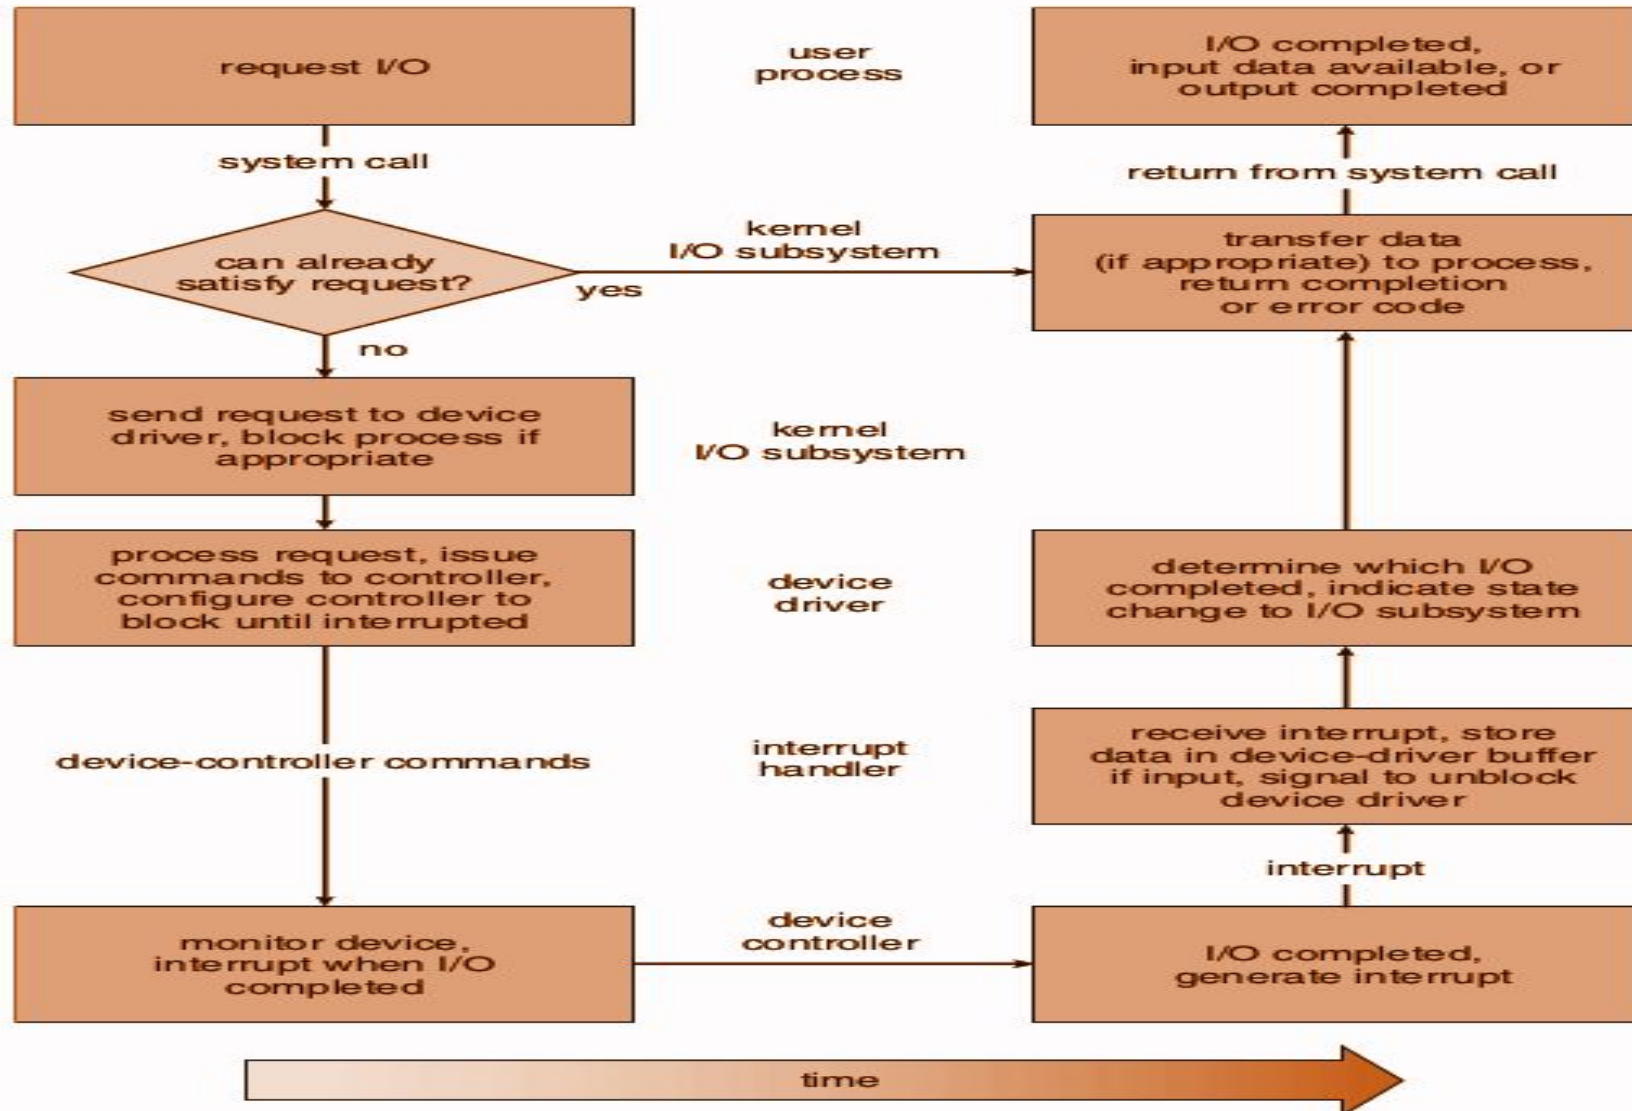 request I/O
user
process
I/O completed,
input data available, or
output completed
system call
return from system call
can already
satisfy request?
yes
no
kernel
I/O subsystem
transfer data
(if appropriate) to process,
return completion
or error code
send request to device
driver, block process if
appropriate
kernel
I/O subsystem
process request, issue
commands to controller,
configure controller to
block until interrupted
device
driver
determine which I/O
completed, indicate state
change to I/O subsystem
device-controller commands
interrupt
handler
receive interrupt, store
data in device-driver buffer
if input, signal to unblock
device driver
interrupt
monitor device,
interrupt when I/O
completed
device
controller
I/O completed,
generate interrupt
time